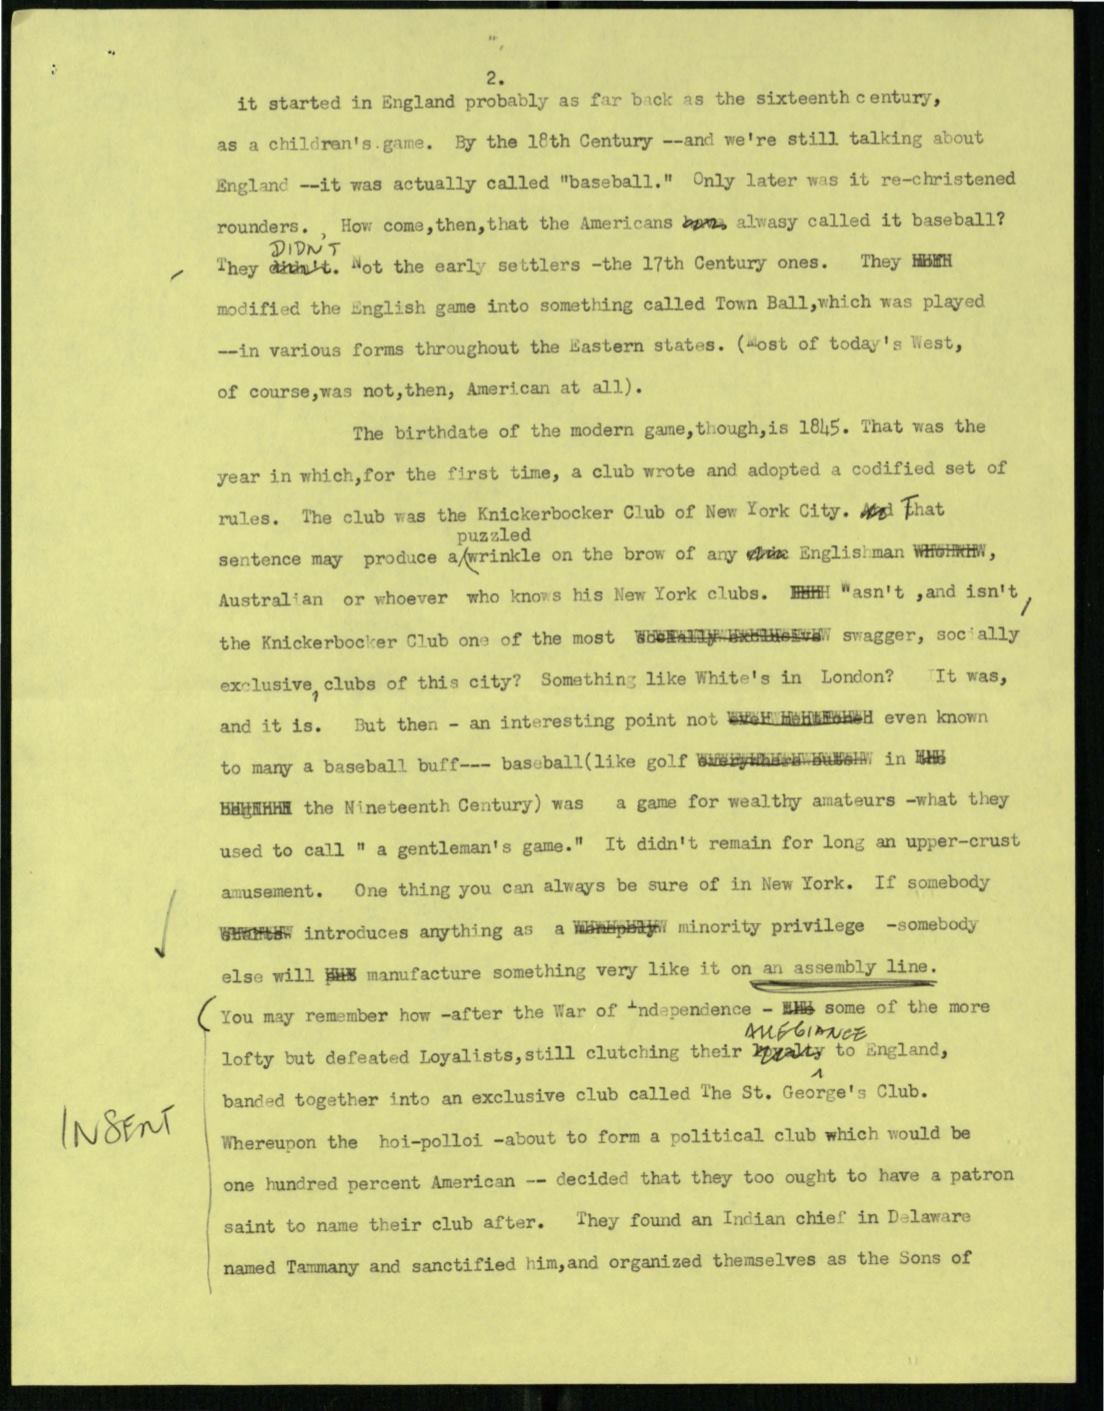 2.
it started in England probably as far back as the sixteenth century,
as a children's game. By the 18th Century --and we're still talking about
England --it was actually called "baseball." Only later was it re-christened
rounders. , How come,then,that the Americans alwasy called it baseball?
DIDNT
They didn't. Not the early settlers -the 17th Century ones. They
modified the English game into something called Town Ball,which was played
--in various forms throughout the Eastern states. (Most of today's West,
of course,was not,then, American at all).
The birthdate of the modern game,though,is 1845. That was the
year in which,for the first time, a club wrote and adopted a codified set of
rules. The club was the Knickerbocker Club of New York City. And That
puzzled
sentence may produce a/wrinkle on the brow of any Englishman ,
Australian or whoever who knows his New York clubs. Wasn't ,and isn't,
the Knickerbocker Club one of the most socially exclusive swagger, socially
exclusive, clubs of this city? Something like White's in London? It was,
and it is. But then - an interesting point not even mentioned even known
to many a baseball buff--- baseball(like golf in
the Nineteenth Century) was a game for wealthy amateurs -what they
used to call " a gentleman's game." It didn't remain for long an upper-crust
amusement. One thing you can always be sure of in New York. If somebody
introduces anything as a monopoly minority privilege -somebody
else will manufacture something very like it on an assembly line.
(You may remember how -after the War of Independence - some of the more
ALLEGIANCE
lofty but defeated Loyalists,still clutching their loyalty to England,
banded together into an exclusive club called The St. George's Club.
INSERT
Whereupon the hoi-polloi -about to form a political club which would be
one hundred percent American -- decided that they too ought to have a patron
saint to name their club after. They found an Indian chief in Delaware
named Tammany and sanctified him,and organized themselves as the Sons of